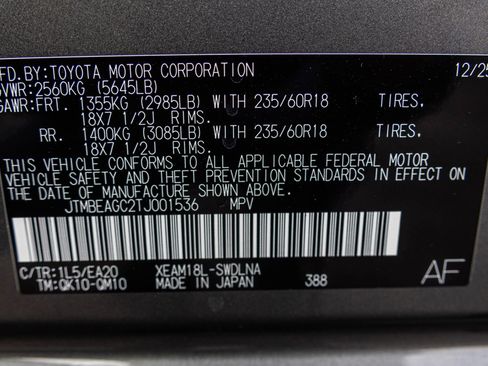 MFD.BY:TOYOTA MOTOR CORPORATION 12/25
GVWR:2560KG (5645LB)
GAWR:FRT. 1355KG (2985LB) WITH 235/60R18 TIRES.
18X7 1/2J RIMS.
RR. 1400KG (3085LB) WITH 235/60R18 TIRES.
18X7 1/2J RIMS.
THIS VEHICLE CONFORMS TO ALL APPLICABLE FEDERAL MOTOR
VEHICLE SAFETY AND THEFT PREVENTION STANDARDS IN EFFECT
ON THE DATE OF MANUFACTURE SHOWN ABOVE.
JTMBEAGC2TJ001536 MPV
C/TR:1L5/EA20 XEAM18L-SWDLNA
TM:QK10-QM10 MADE IN JAPAN 388 AF